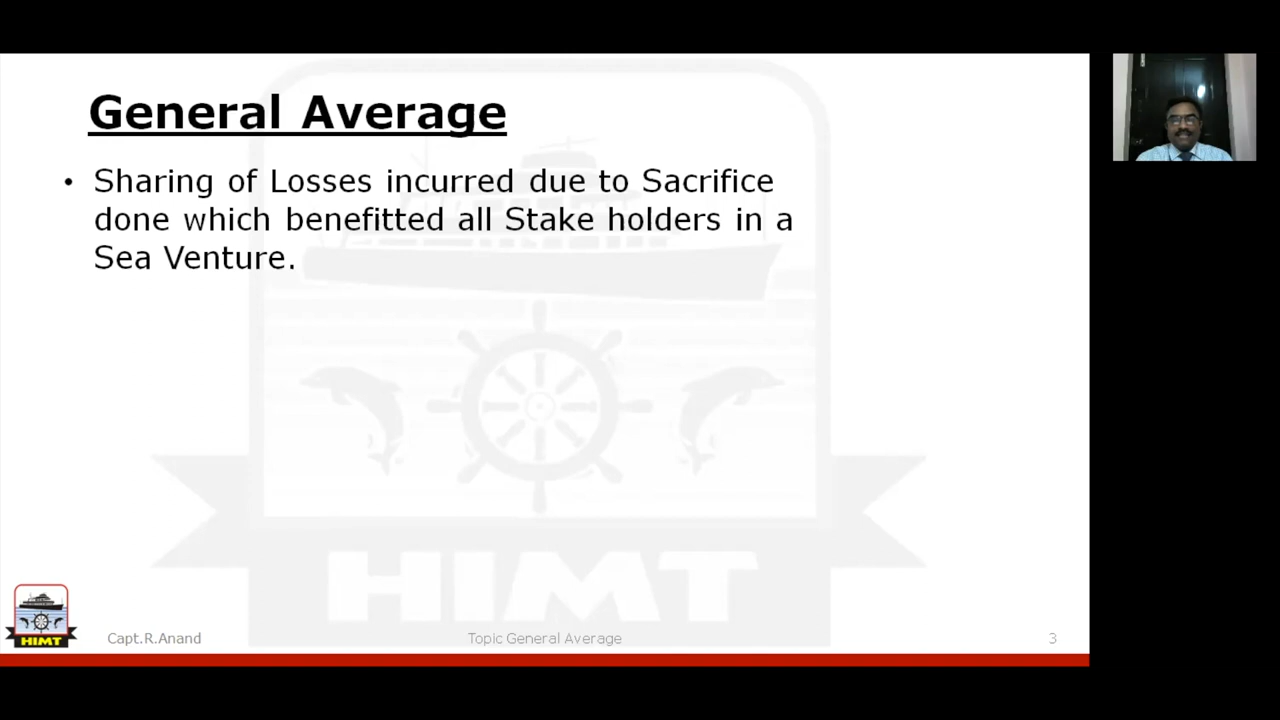 General Average
• Sharing of Losses incurred due to Sacrifice
done which benefitted all Stake holders in a
Sea Venture.
HIMT
HIMT
Capt.R.Anand
Topic General Average
3